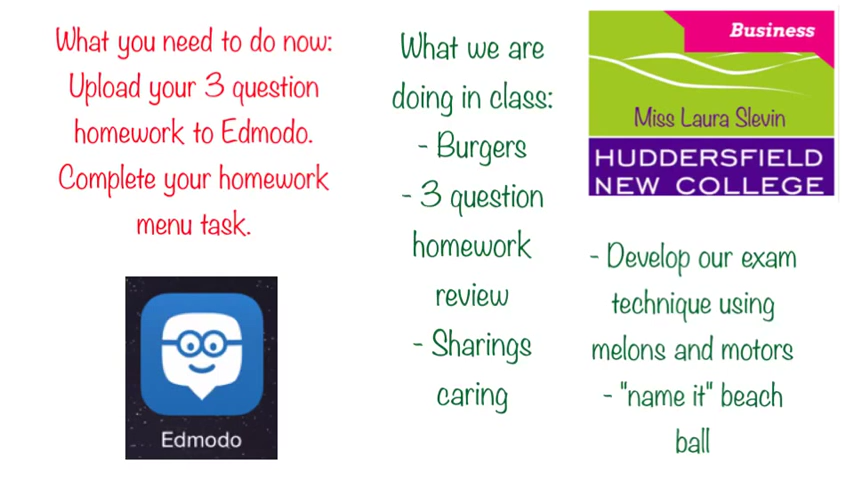 What you need to do now:
Upload your 3 question
homework to Edmodo.
Complete your homework
menu task.
Edmodo
What we are
doing in class:
- Burgers
- 3 question
homework
review
- Sharings
caring
Business
Miss Laura Slevin
HUDDERSFIELD
NEW COLLEGE
- Develop our exam
technique using
melons and motors
- "name it" beach
ball